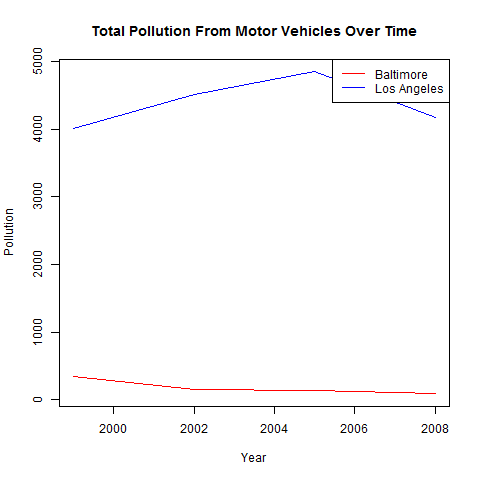 Total Pollution From Motor Vehicles Over Time
Baltimore
Los Angeles
Pollution
5000
4000
3000
2000
1000
0
2000 2002 2004 2006 2008
Year